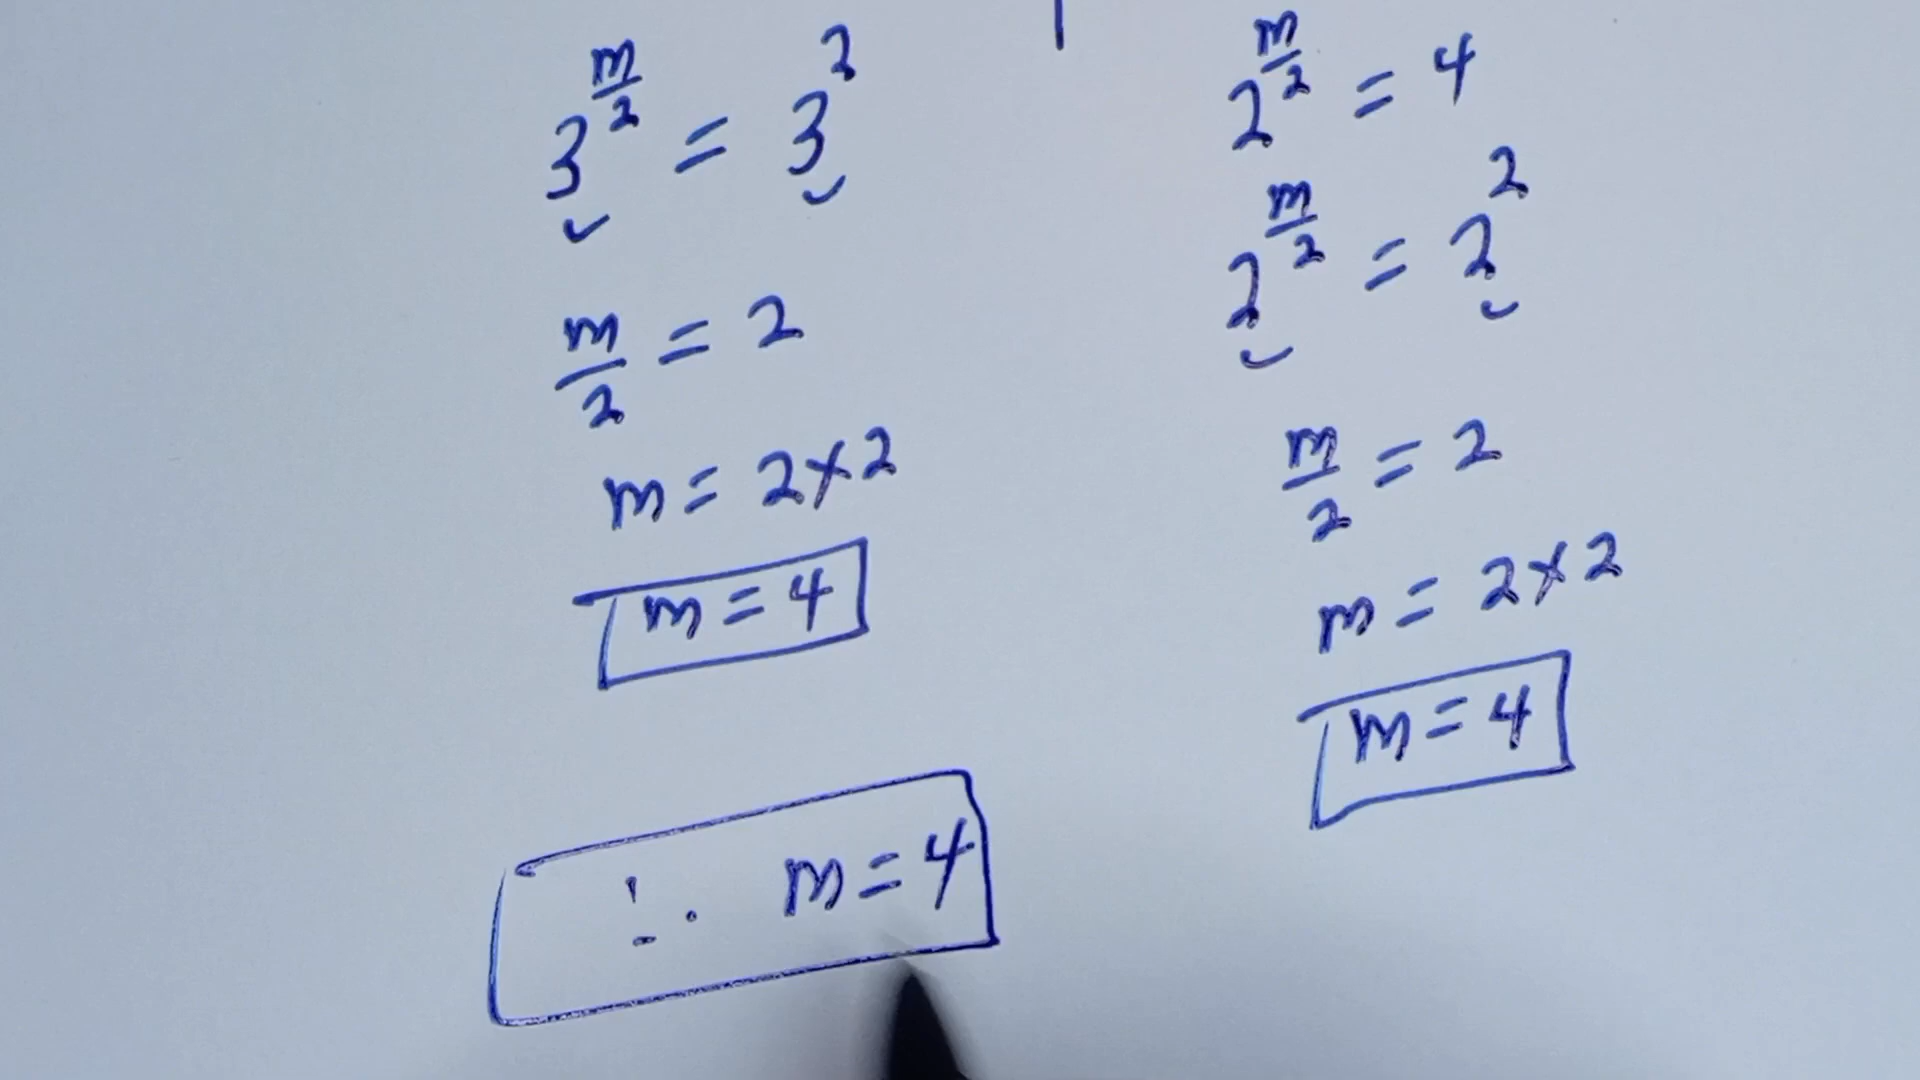 3^{m/2} = 3^2
m/2 = 2
m = 2×2
m = 4
∴ m = 4
2^{m/2} = 4
2^{m/2} = 2^2
m/2 = 2
m = 2×2
m = 4